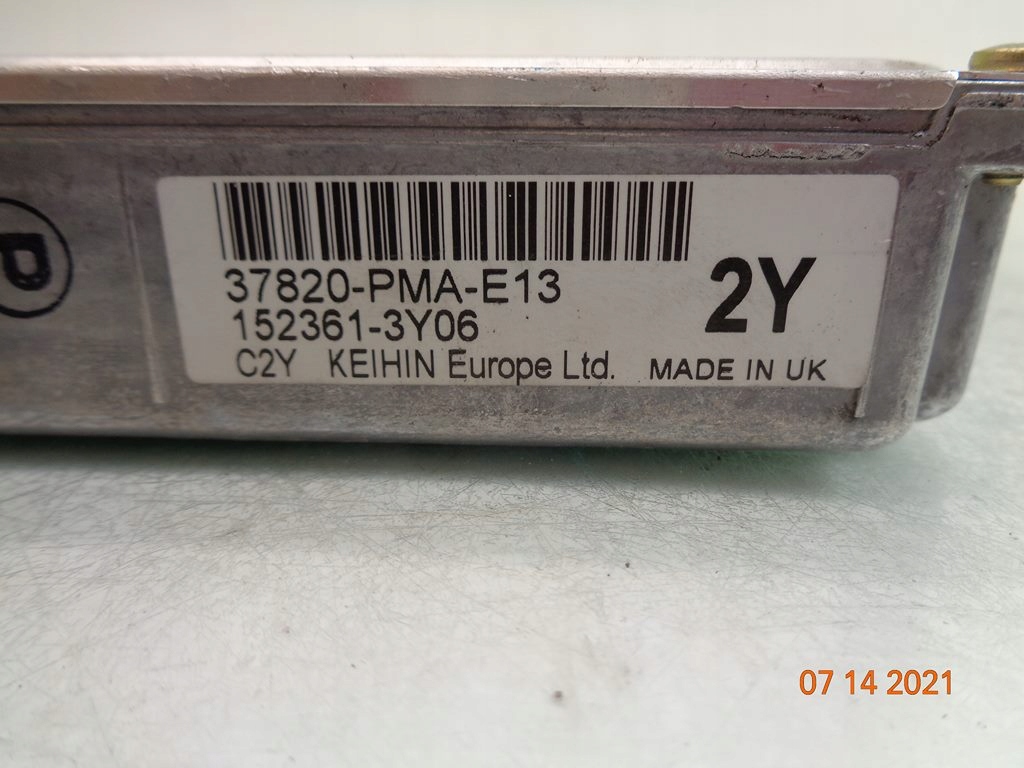 P
37820-PMA-E13
2Y
152361-3Y06
C2Y KEIHIN Europe Ltd. MADE IN UK
07 14 2021